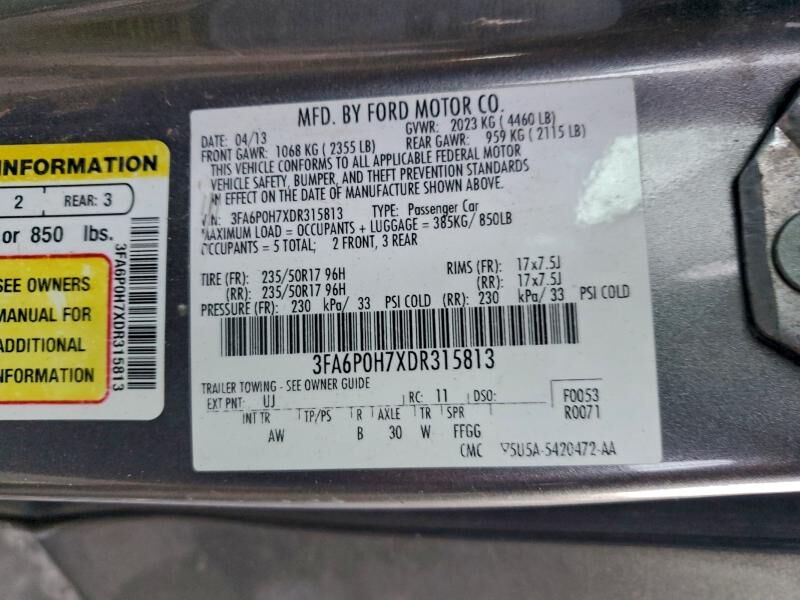 MFD. BY FORD MOTOR CO.
DATE: 04/13 GVWR: 2023 KG ( 4460 LB)
FRONT GAWR: 1068 KG ( 2355 LB) REAR GAWR: 959 KG ( 2115 LB)
THIS VEHICLE CONFORMS TO ALL APPLICABLE FEDERAL MOTOR
VEHICLE SAFETY, BUMPER, AND THEFT PREVENTION STANDARDS
IN EFFECT ON THE DATE OF MANUFACTURE SHOWN ABOVE.
VIN: 3FA6P0H7XDR315813 TYPE: Passenger Car
MAXIMUM LOAD = OCCUPANTS + LUGGAGE = 385KG/ 850LB
OCCUPANTS = 5 TOTAL; 2 FRONT, 3 REAR
TIRE (FR): 235/50R17 96H RIMS (FR): 17x7.5J
(RR): 235/50R17 96H (RR): 17x7.5J
PRESSURE (FR): 230 kPa/ 33 PSI COLD (RR): 230 kPa/ 33 PSI COLD
3FA6P0H7XDR315813
TRAILER TOWING - SEE OWNER GUIDE
EXT PNT: UJ RC: 11 DSO: F0053
INT TR TP/PS R AXLE TR SPR R0071
AW B 30 W FFGG
CMC 5U5A-5420472-AA
INFORMATION
2 REAR: 3
or 850 lbs.
SEE OWNERS
MANUAL FOR
ADDITIONAL
INFORMATION
3FA6P0H7XDR315813